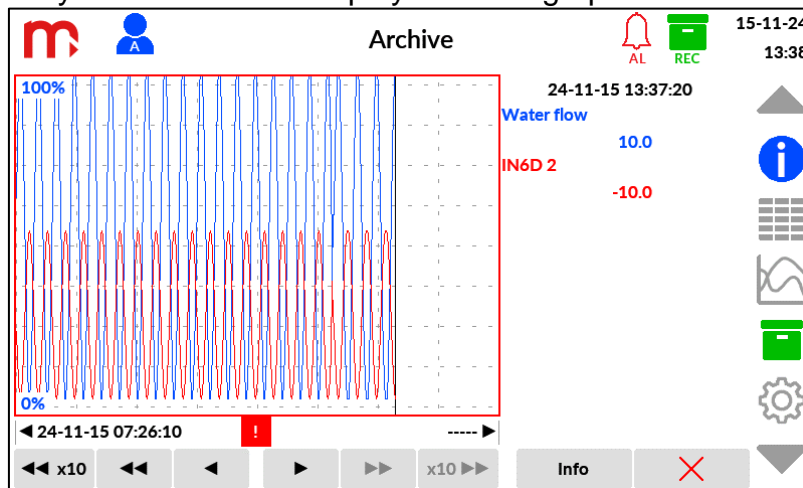 Archive
A
AL
REC
15-11-24
13:38
100%
24-11-15 13:37:20
Water flow
10.0
IN6D 2
-10.0
0%
24-11-15 07:26:10
!
-----
x10
x10
Info